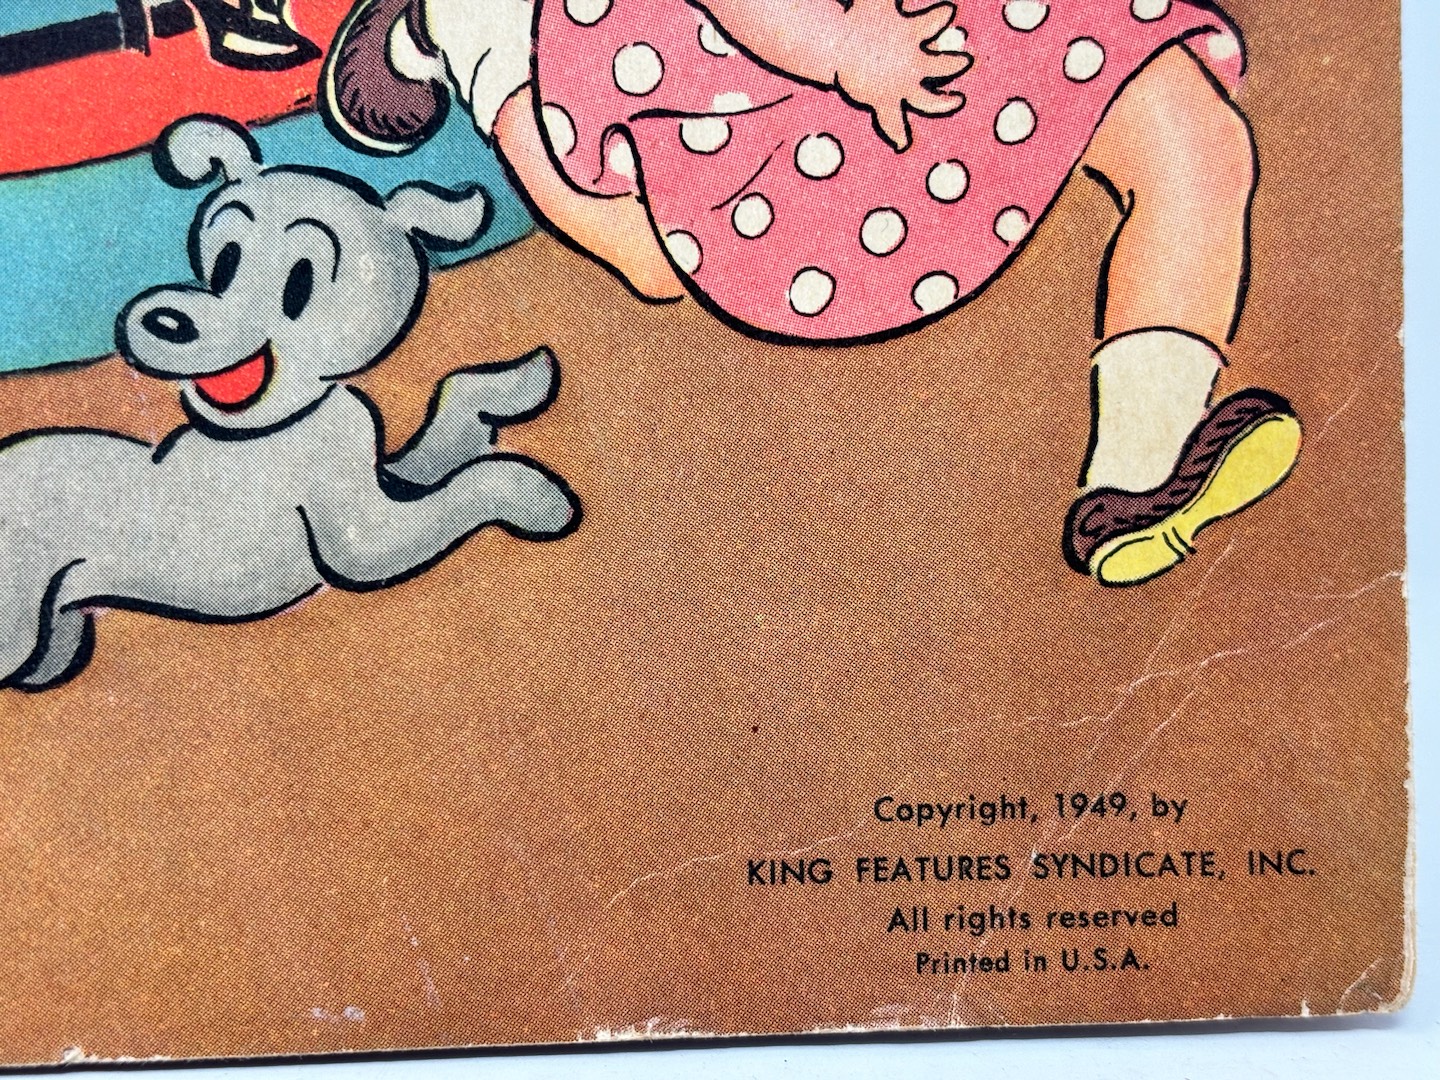 Copyright, 1949, by
KING FEATURES SYNDICATE, INC.
All rights reserved
Printed in U.S.A.